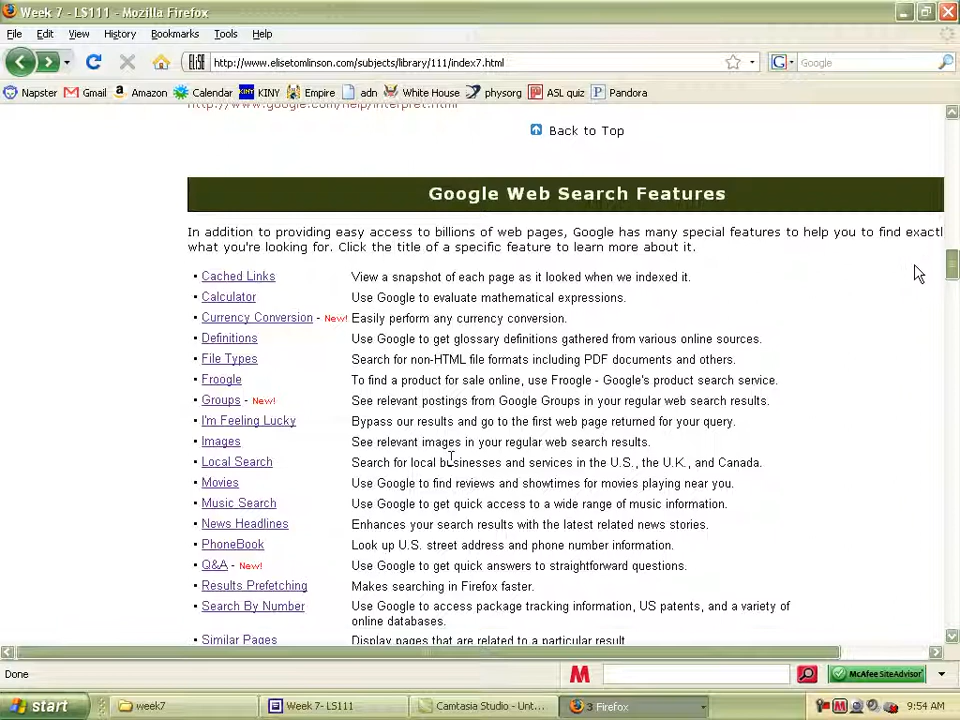 Week 7 - LS111 - Mozilla Firefox
File Edit View History Bookmarks Tools Help
http://www.elisetomlinson.com/subjects/library/111/index7.html
Google
Napster Gmail Amazon Calendar KINY Empire adn White House physorg ASL quiz Pandora
http://www.google.com/help/interpret.html
Back to Top
Google Web Search Features
In addition to providing easy access to billions of web pages, Google has many special features to help you to find exactl
what you're looking for. Click the title of a specific feature to learn more about it.
• Cached Links View a snapshot of each page as it looked when we indexed it.
• Calculator Use Google to evaluate mathematical expressions.
• Currency Conversion - New! Easily perform any currency conversion.
• Definitions Use Google to get glossary definitions gathered from various online sources.
• File Types Search for non-HTML file formats including PDF documents and others.
• Froogle To find a product for sale online, use Froogle - Google's product search service.
• Groups - New! See relevant postings from Google Groups in your regular web search results.
• I'm Feeling Lucky Bypass our results and go to the first web page returned for your query.
• Images See relevant images in your regular web search results.
• Local Search Search for local businesses and services in the U.S., the U.K., and Canada.
• Movies Use Google to find reviews and showtimes for movies playing near you.
• Music Search Use Google to get quick access to a wide range of music information.
• News Headlines Enhances your search results with the latest related news stories.
• PhoneBook Look up U.S. street address and phone number information.
• Q&A - New! Use Google to get quick answers to straightforward questions.
• Results Prefetching Makes searching in Firefox faster.
• Search By Number Use Google to access package tracking information, US patents, and a variety of
online databases.
• Similar Pages Display pages that are related to a particular result.
Done
McAfee SiteAdvisor
start week7 Week 7- LS111 Camtasia Studio - Unt... 3 Firefox 9:54 AM